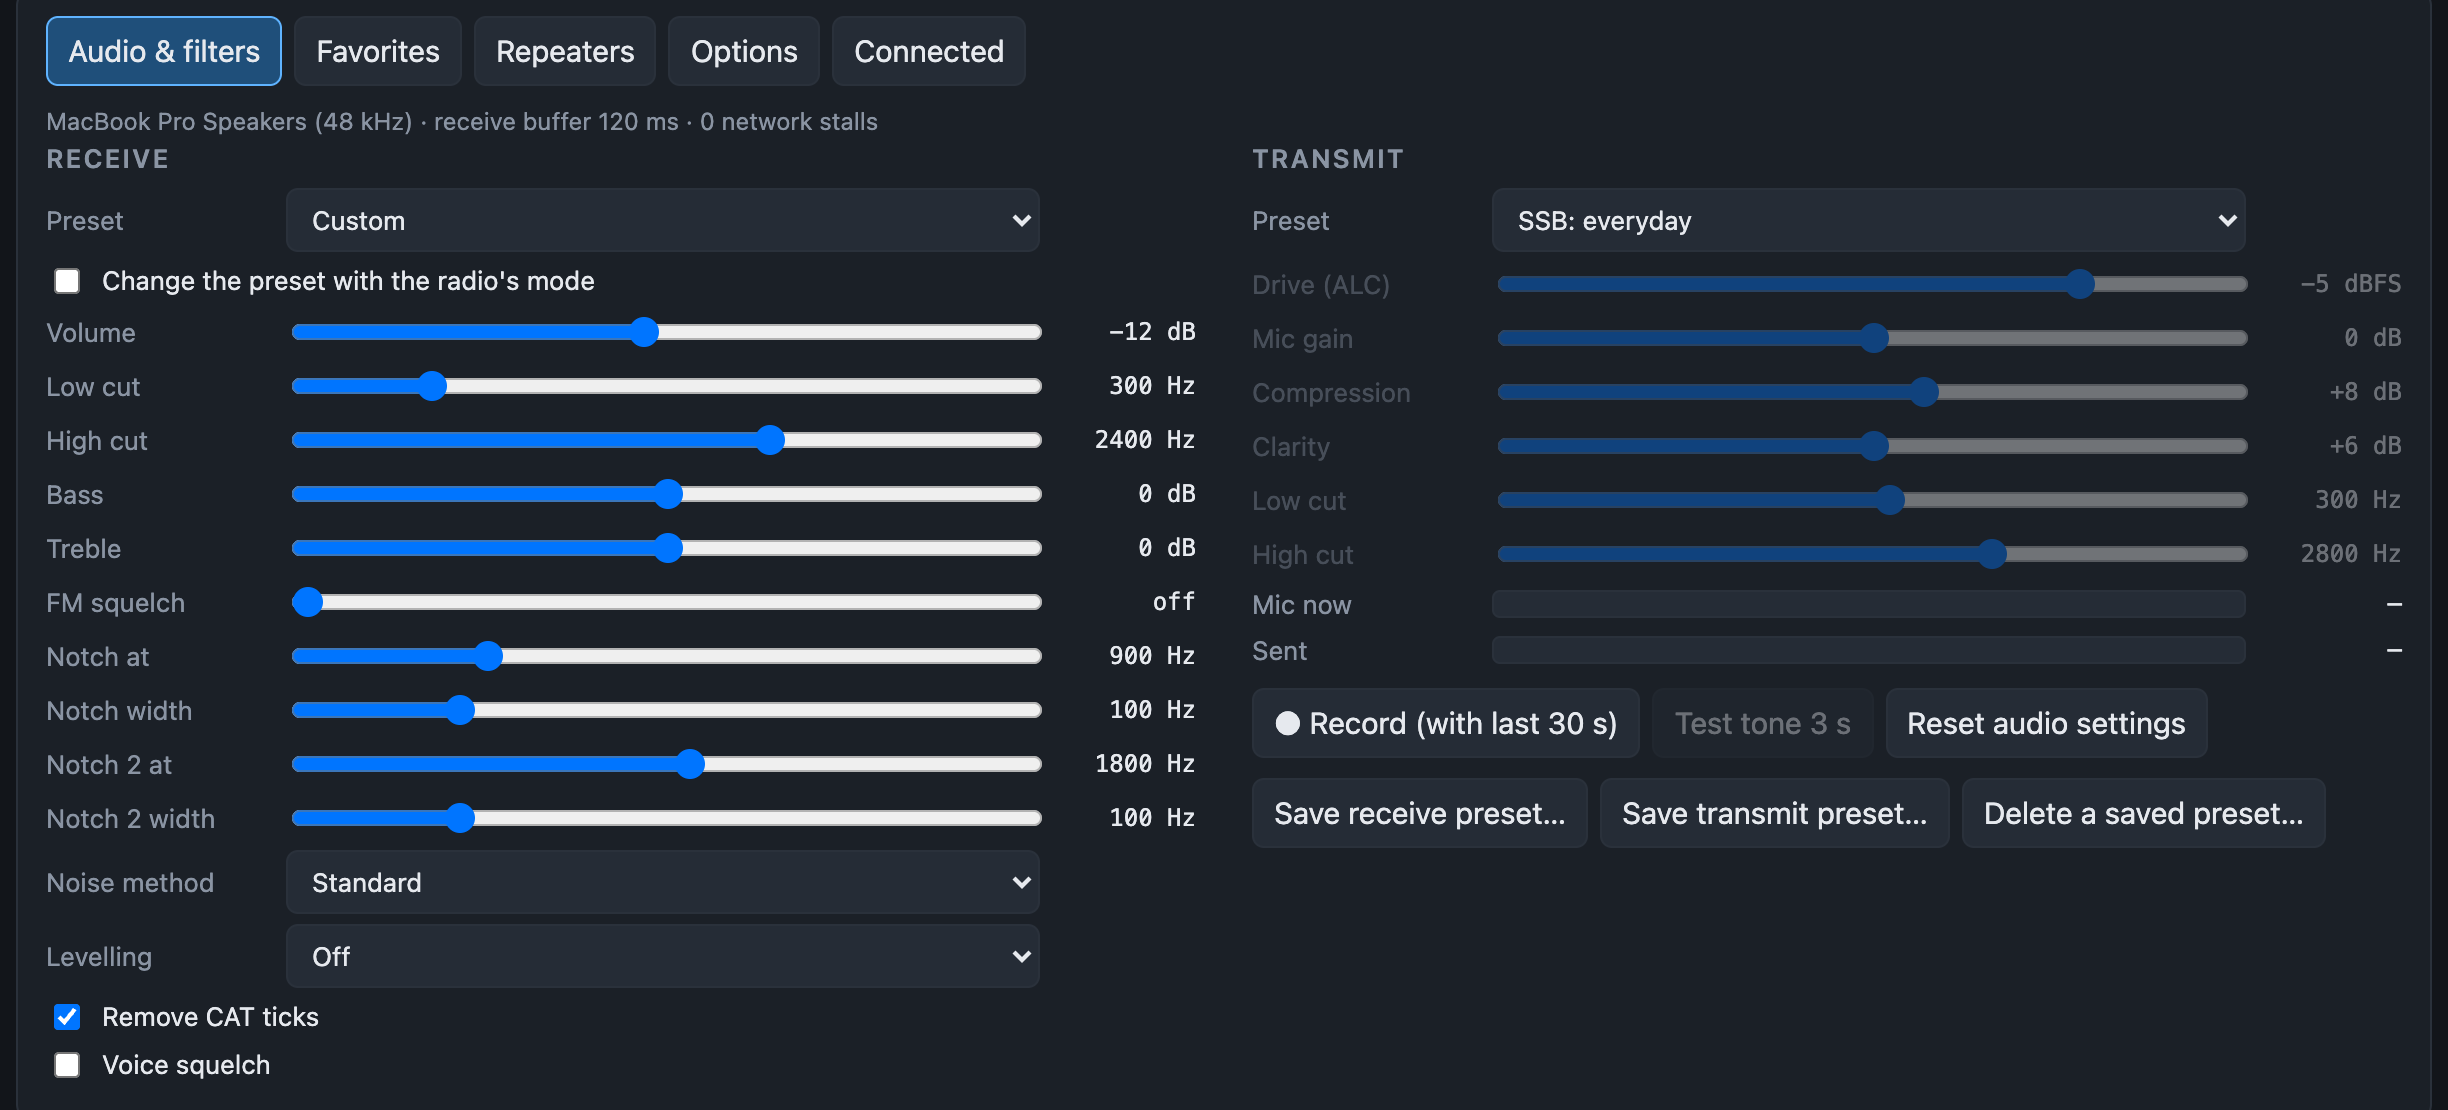 Audio & filters Favorites Repeaters Options Connected
MacBook Pro Speakers (48 kHz) · receive buffer 120 ms · 0 network stalls
RECEIVE
Preset Custom
Change the preset with the radio's mode
Volume −12 dB
Low cut 300 Hz
High cut 2400 Hz
Bass 0 dB
Treble 0 dB
FM squelch off
Notch at 900 Hz
Notch width 100 Hz
Notch 2 at 1800 Hz
Notch 2 width 100 Hz
Noise method Standard
Levelling Off
Remove CAT ticks
Voice squelch
TRANSMIT
Preset SSB: everyday
Drive (ALC) −5 dBFS
Mic gain 0 dB
Compression +8 dB
Clarity +6 dB
Low cut 300 Hz
High cut 2800 Hz
Mic now –
Sent –
Record (with last 30 s) Test tone 3 s Reset audio settings
Save receive preset... Save transmit preset... Delete a saved preset...